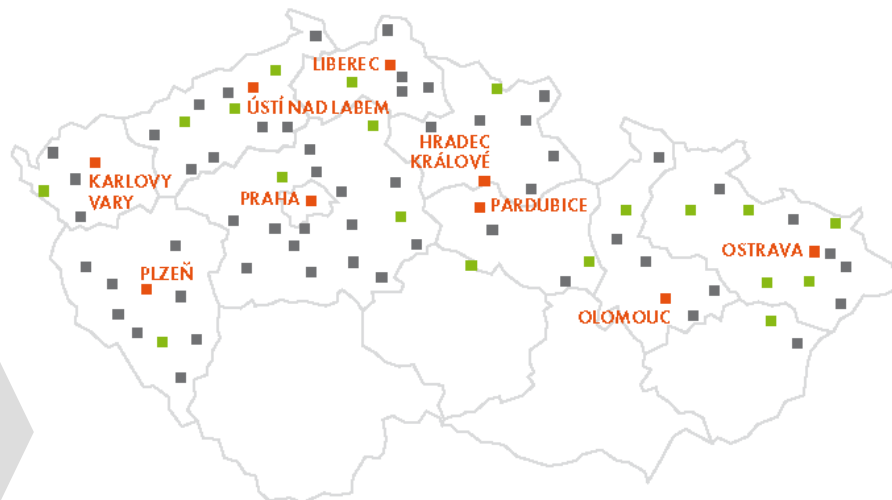 LIBEREC
ÚSTÍ NAD LABEM
HRADEC
KRÁLOVÉ
KARLOVY
VARY
PRAHA
PARDUBICE
OSTRAVA
PLZEŇ
OLOMOUC